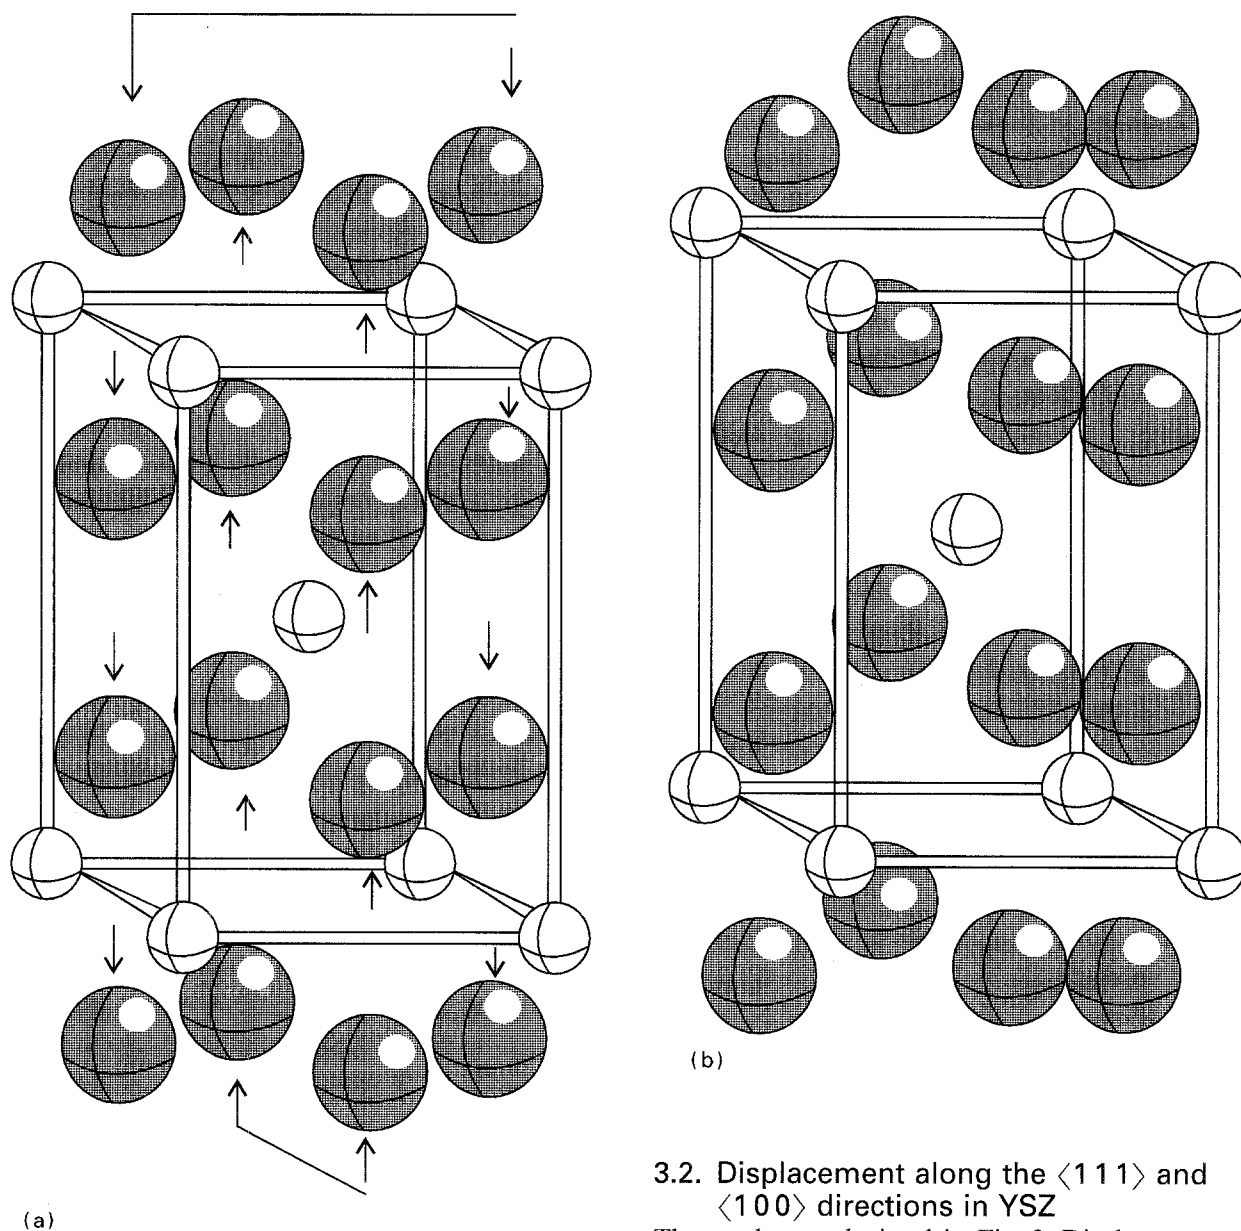 (b)
3.2. Displacement along the ⟨111⟩ and
⟨100⟩ directions in YSZ
(a)